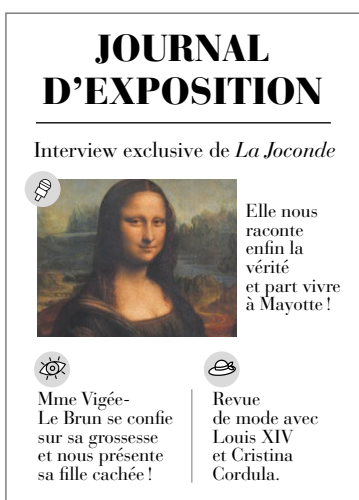 JOURNAL
D’EXPOSITION
Interview exclusive de La Joconde
Elle nous
raconte
enfin la
vérité
et part vivre
à Mayotte !
Mme Vigée-
Le Brun se confie
sur sa grossesse
et nous présente
sa fille cachée !
Revue
de mode avec
Louis XIV
et Cristina
Cordula.